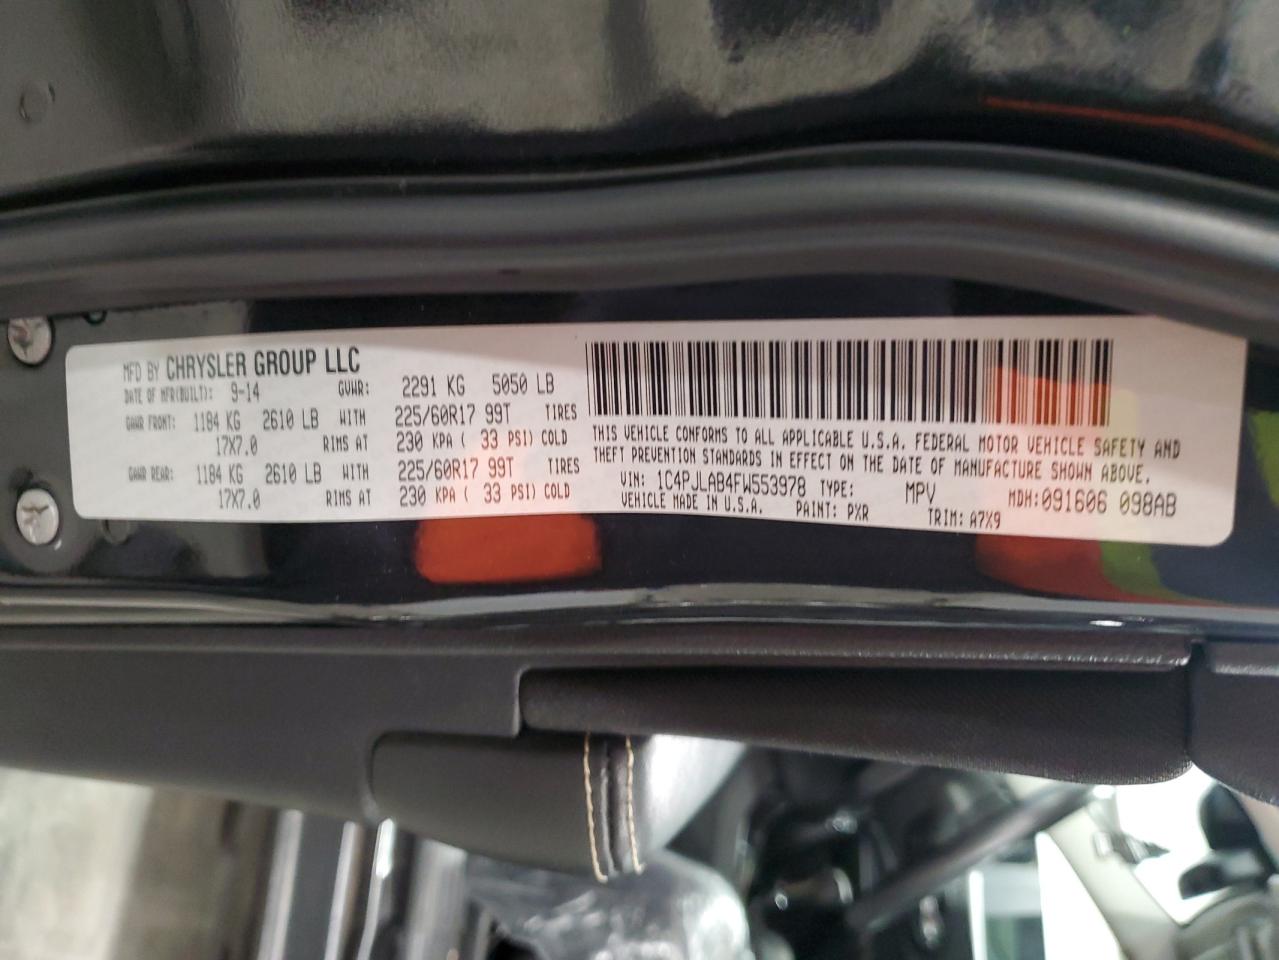 MFD BY CHRYSLER GROUP LLC
DATE OF MFR(BUILT): 9-14 GVWR: 2291 KG 5050 LB
GAWR FRONT: 1184 KG 2610 LB WITH 225/60R17 99T TIRES
17X7.0 RIMS AT 230 KPA ( 33 PSI) COLD
GAWR REAR: 1184 KG 2610 LB WITH 225/60R17 99T TIRES
17X7.0 RIMS AT 230 KPA ( 33 PSI) COLD
THIS VEHICLE CONFORMS TO ALL APPLICABLE U.S.A. FEDERAL MOTOR VEHICLE SAFETY AND
THEFT PREVENTION STANDARDS IN EFFECT ON THE DATE OF MANUFACTURE SHOWN ABOVE.
VIN: 1C4PJLAB4FW553978 TYPE: MPV MDH:091606 098AB
VEHICLE MADE IN U.S.A. PAINT: PXR TRIM: A7X9